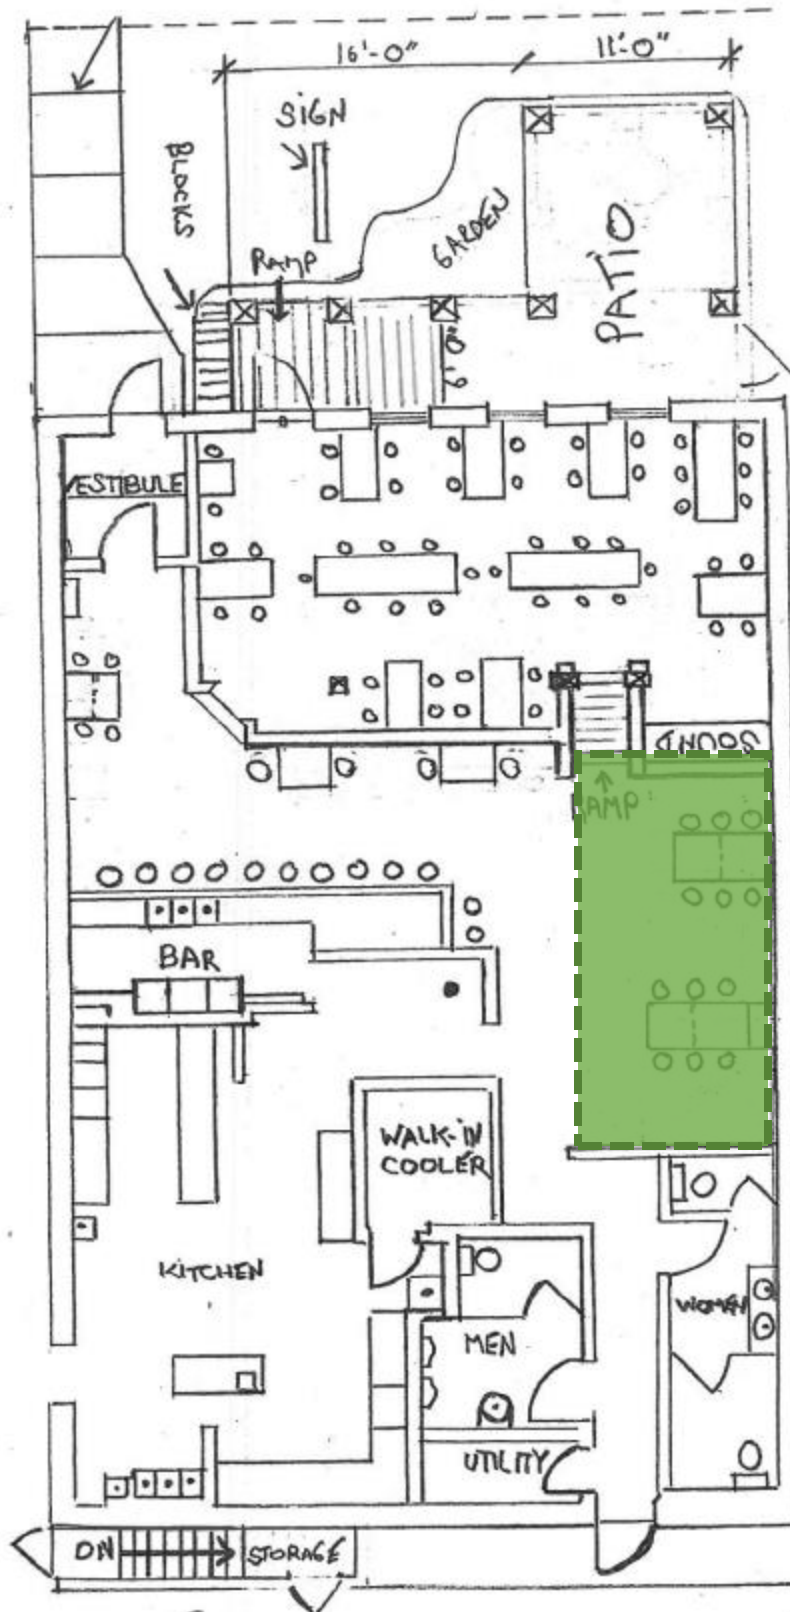 16'-0"
11'-0"
SIGN
BLOCKS
RAMP
GARDEN
PATIO
6'0"
VESTIBULE
SOUND
RAMP
BAR
WALK-IN
COOLER
KITCHEN
WOMEN
MEN
UTILITY
DN
STORAGE